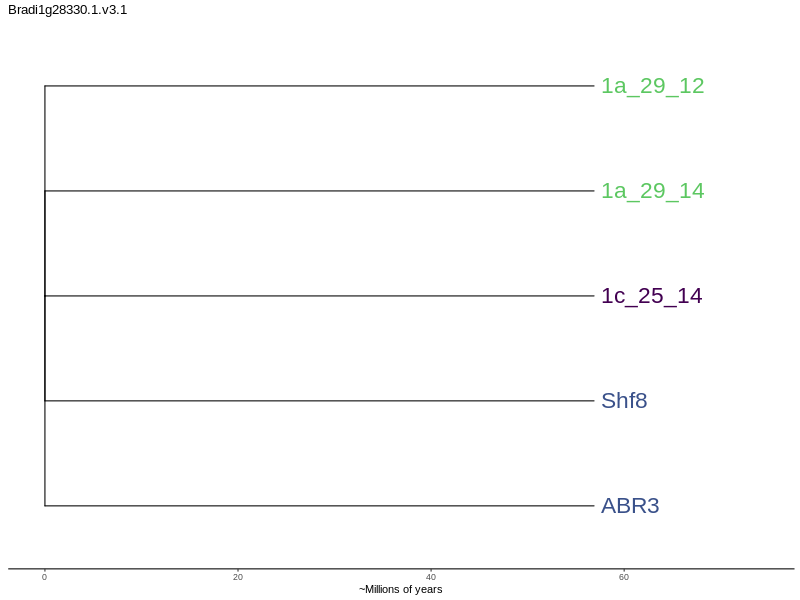 Bradi1g28330.1.v3.1
1a_29_12
1a_29_14
1c_25_14
Shf8
ABR3
0 20 40 60
~Millions of years